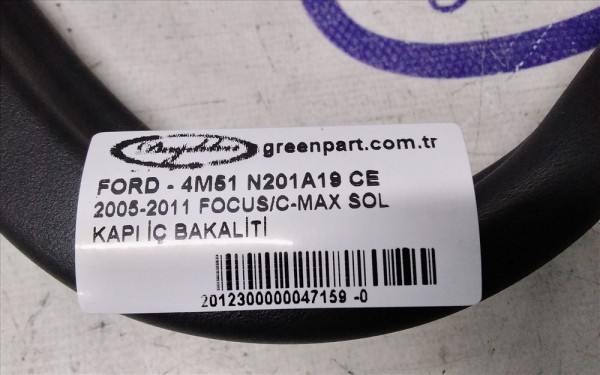 greenpart.com.tr
FORD - 4M51 N201A19 CE
2005-2011 FOCUS/C-MAX SOL
KAPI İÇ BAKALİTİ
2012300000047159 -0